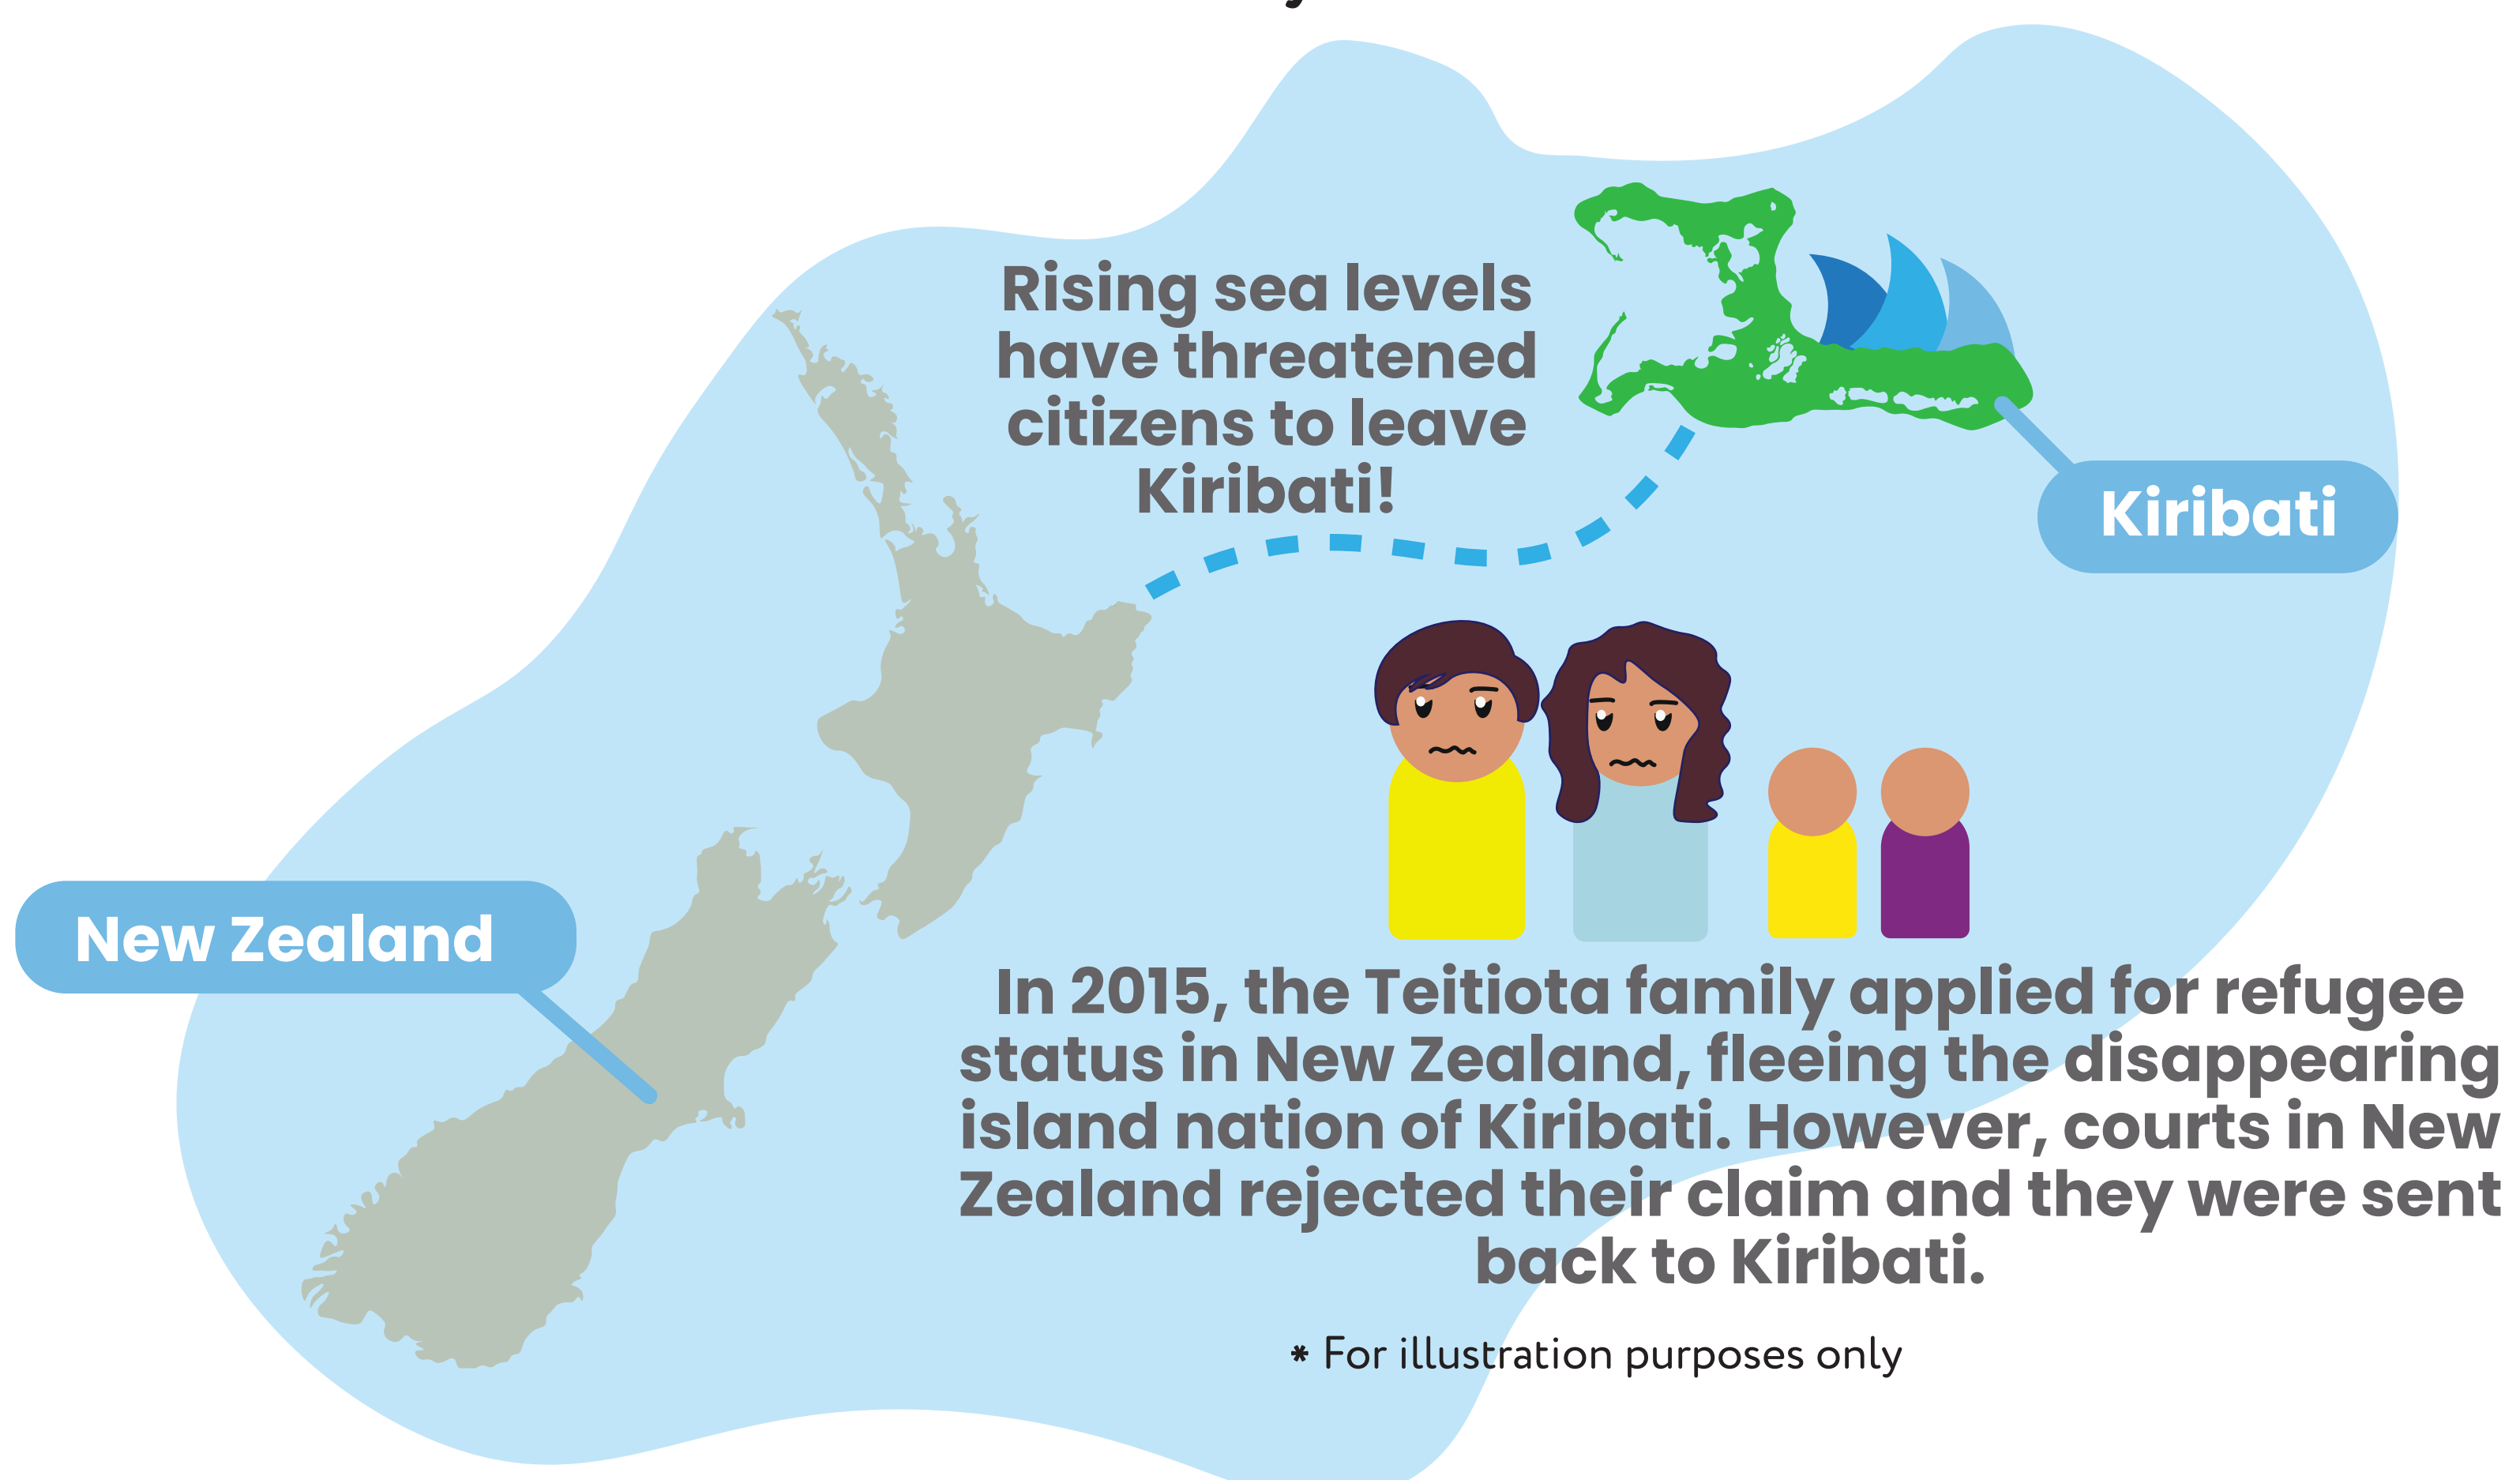 Rising sea levels
have threatened
citizens to leave
Kiribati!
Kiribati
New Zealand
In 2015, the Teitiota family applied for refugee
status in New Zealand, fleeing the disappearing
island nation of Kiribati. However, courts in New
Zealand rejected their claim and they were sent
back to Kiribati.
* For illustration purposes only